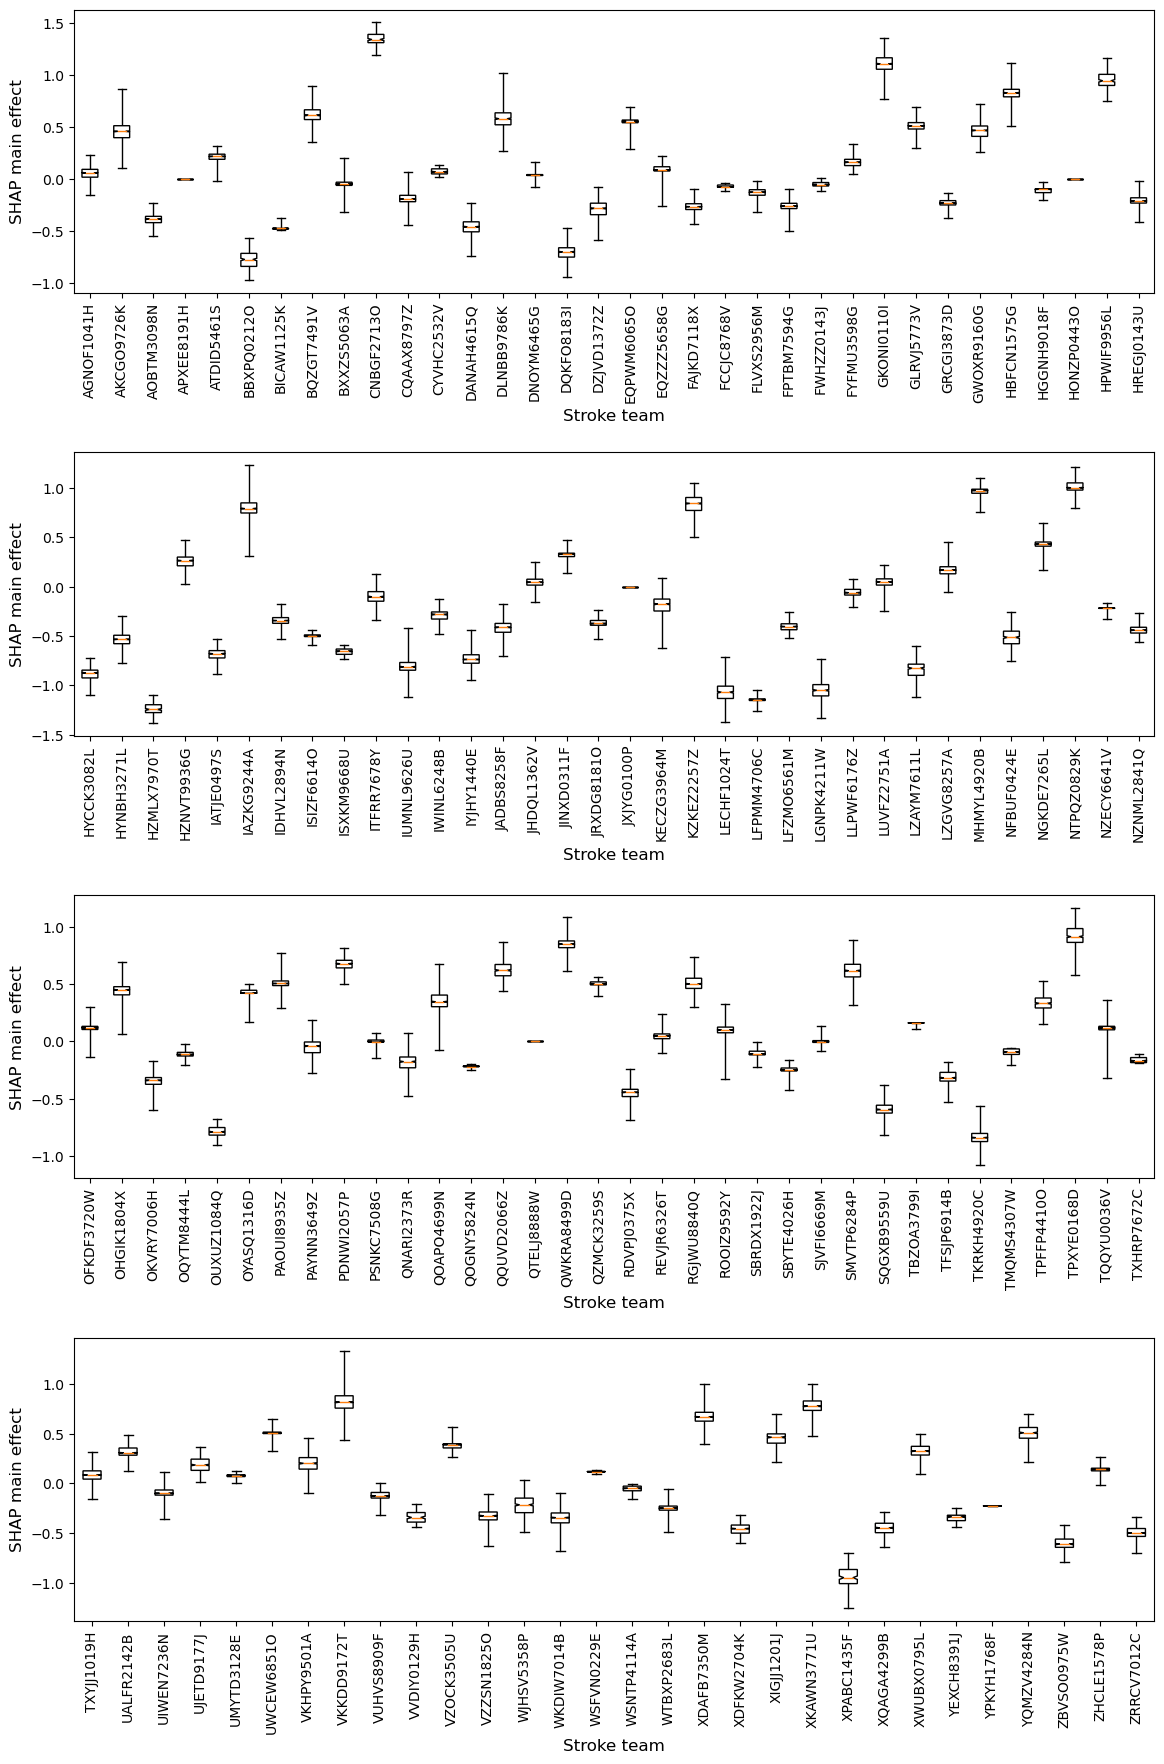 1.5
1.0
0.5
0.0
−0.5
−1.0
SHAP main effect
AGNOF1041H
AKCGO9726K
AOBTM3098N
APXEE8191H
ATDID5461S
BBXPQ0212O
BICAW1125K
BQZGT7491V
BXXZS5063A
CNBGF2713O
CQAAX8797Z
CYVHC2532V
DANAH4615Q
DLNBB9786K
DNOYM6465G
DQKFO8183I
DZJVD1372Z
EQPWM6065O
EQZZZ5658G
FAJKD7118X
FCCJC8768V
FLVXS2956M
FPTBM7594G
FWHZZ0143J
FYFMU3598G
GKONI0110I
GLRVJ5773V
GRCGI3873D
GWOXR9160G
HBFCN1575G
HGGNH9018F
HONZP0443O
HPWIF9956L
HREGJ0143U
Stroke team
1.0
0.5
0.0
−0.5
−1.0
−1.5
SHAP main effect
HYCCK3082L
HYNBH3271L
HZMLX7970T
HZNVT9936G
IATJE0497S
IAZKG9244A
IDHVL2894N
ISIZF6614O
ISXKM9668U
ITFRR7678Y
IUMNL9626U
IWINL6248B
IYJHY1440E
JADBS8258F
JHDQL1362V
JINXD0311F
JRXDG8181O
JXJYG0100P
KECZG3964M
KZKEZ2257Z
LECHF1024T
LFPMM4706C
LFZMO6561M
LGNPK4211W
LLPWF6176Z
LUVFZ2751A
LZAYM7611L
LZGVG8257A
MHMYL4920B
NFBUF0424E
NGKDE7265L
NTPQZ0829K
NZECY6641V
NZNML2841Q
Stroke team
1.0
0.5
0.0
−0.5
−1.0
SHAP main effect
OFKDF3720W
OHGIK1804X
OKVRY7006H
OQYTM8444L
OUXUZ1084Q
OYASQ1316D
PAOUI8935Z
PAYNN3649Z
PDNWI2057P
PSNKC7508G
QNARI2373R
QOAPO4699N
QOGNY5824N
QQUVD2066Z
QTELJ8888W
QWKRA8499D
QZMCK3259S
RDVPJ0375X
REVJR6326T
RGJWU8840Q
ROOIZ9592Y
SBRDX1922J
SBYTE4026H
SJVFI6669M
SMVTP6284P
SQGXB9559U
TBZOA3799I
TFSJP6914B
TKRKH4920C
TMQMS4307W
TPFFP4410O
TPXYE0168D
TQQYU0036V
TXHRP7672C
Stroke team
1.0
0.5
0.0
−0.5
−1.0
SHAP main effect
TXYJJ1019H
UALFR2142B
UIWEN7236N
UJETD9177J
UMYTD3128E
UWCEW6851O
VKHPY9501A
VKKDD9172T
VUHVS8909F
VVDIY0129H
VZOCK3505U
VZZSN1825O
WJHSV5358P
WKDIW7014B
WSFVN0229E
WSNTP4114A
WTBXP2683L
XDAFB7350M
XDFKW2704K
XIGJJ1201J
XKAWN3771U
XPABC1435F
XQAGA4299B
XWUBX0795L
YEXCH8391J
YPKYH1768F
YQMZV4284N
ZBVSO0975W
ZHCLE1578P
ZRRCV7012C
Stroke team